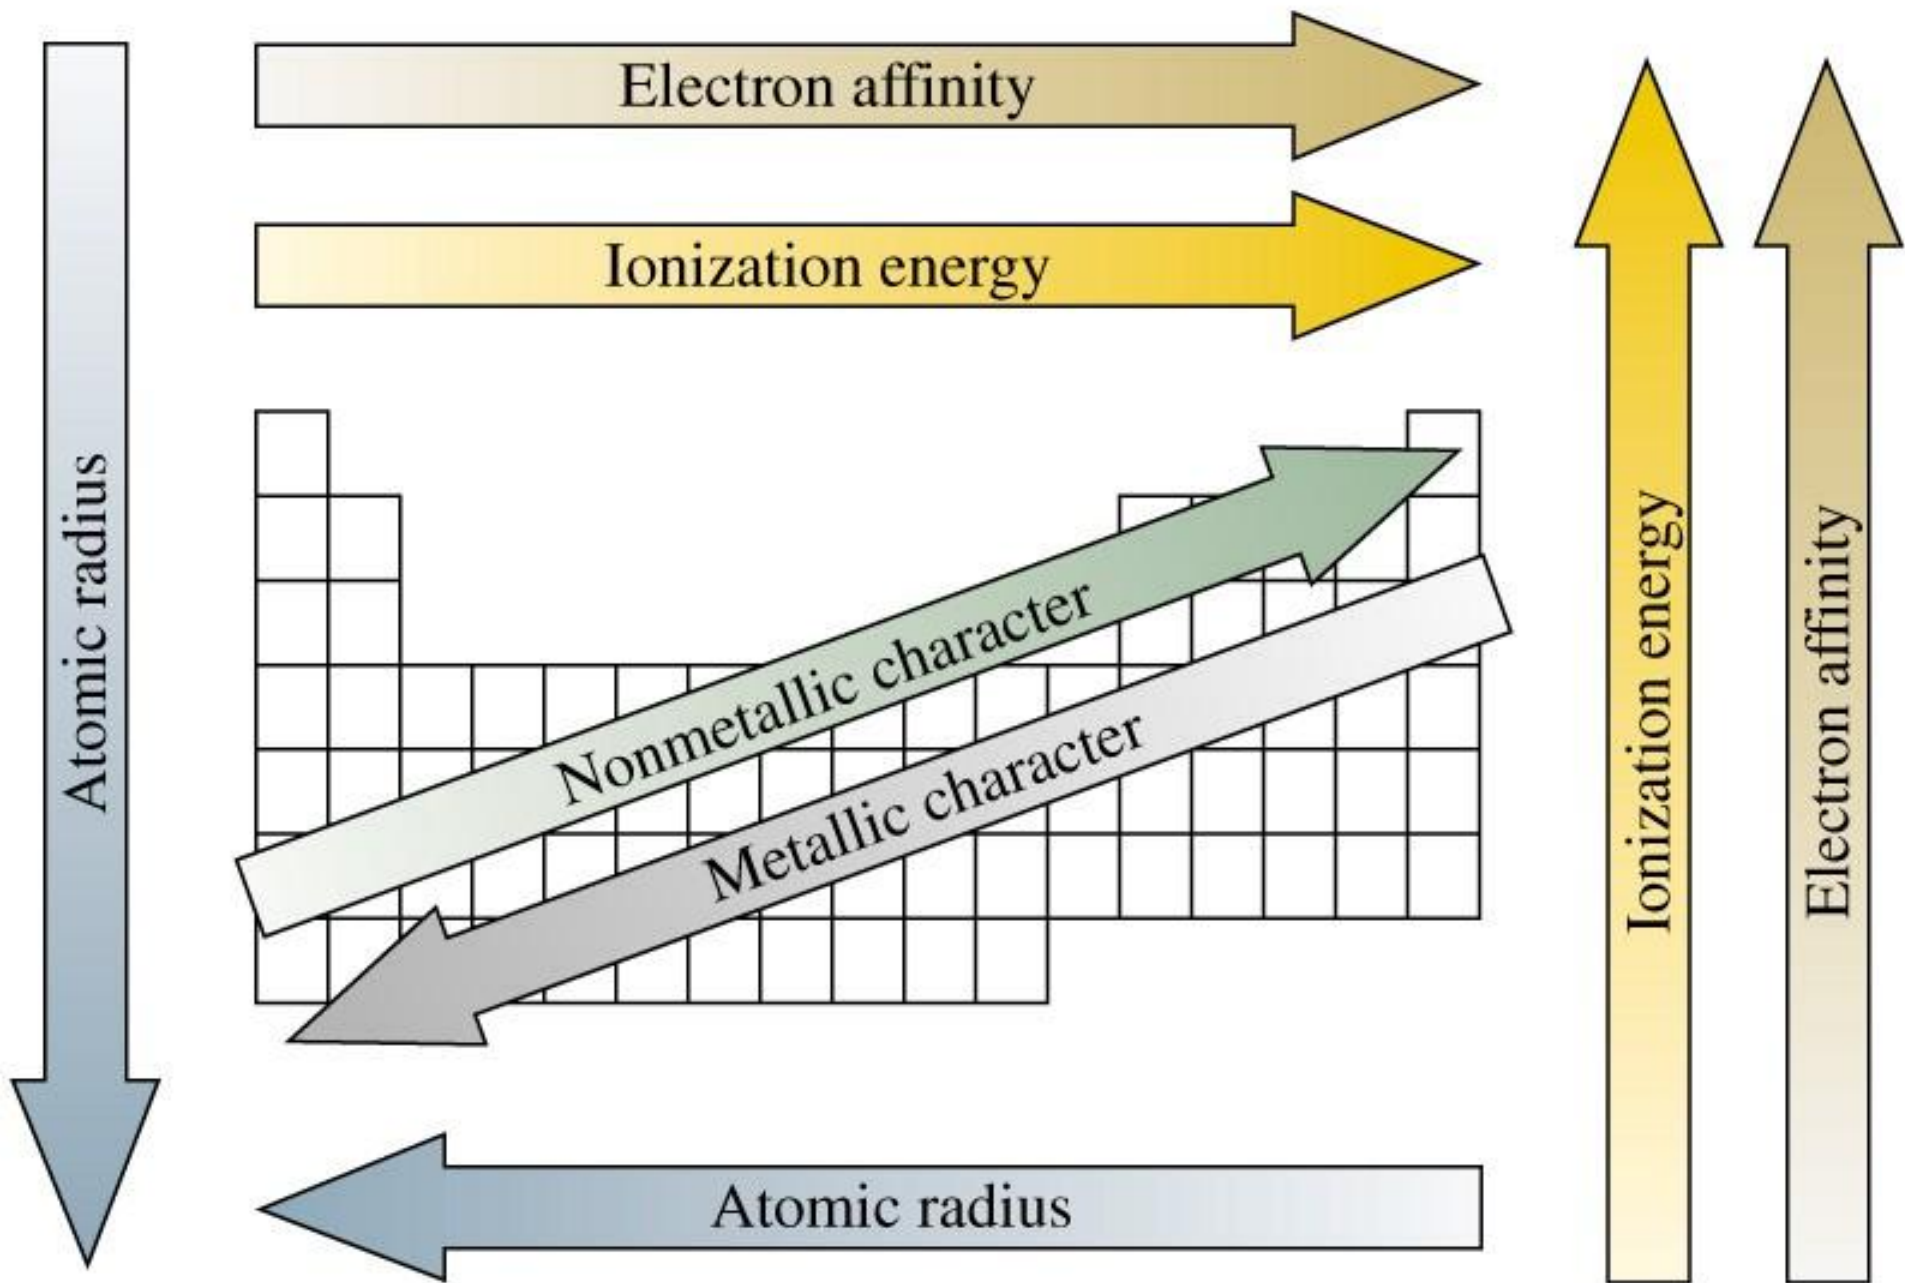 Electron affinity
Ionization energy
Atomic radius
Nonmetallic character
Metallic character
Ionization energy
Electron affinity
Atomic radius